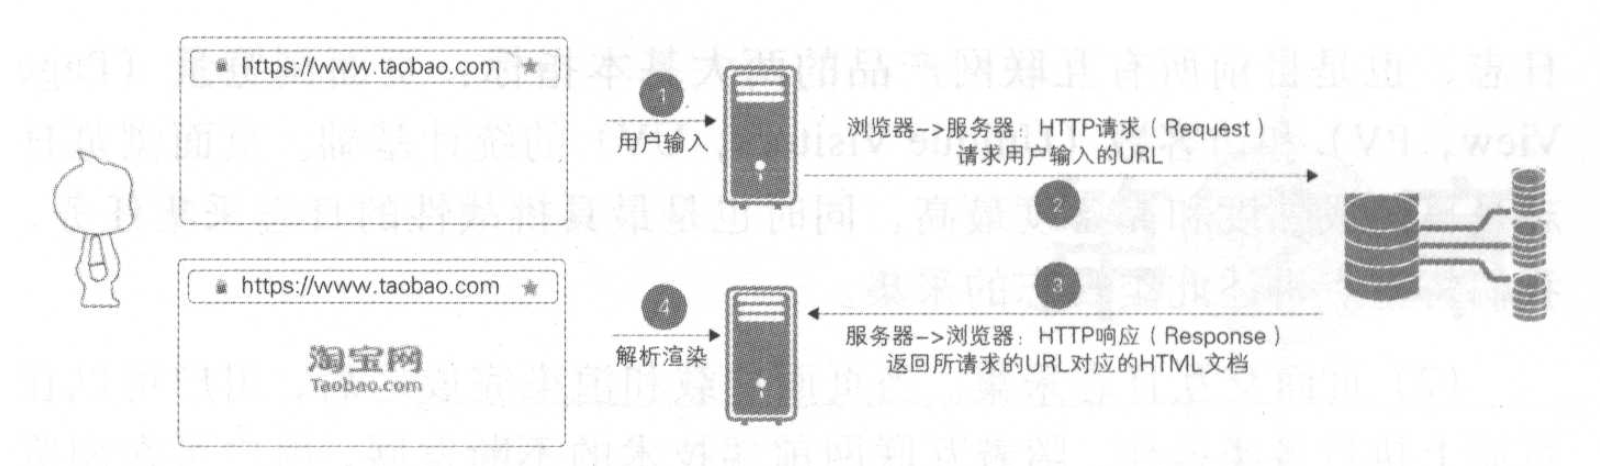 https://www.taobao.com
1
用户输入
浏览器->服务器：HTTP请求（Request）
请求用户输入的URL
2
https://www.taobao.com
淘宝网
Taobao.com
4
解析渲染
3
服务器->浏览器：HTTP响应（Response）
返回所请求的URL对应的HTML文档